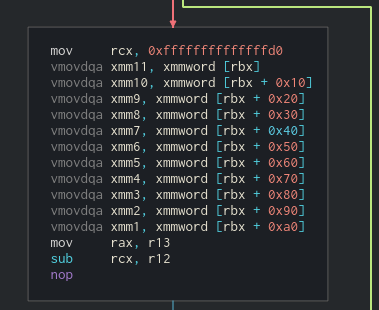 mov rcx, 0xffffffffffffffd0
vmovdqa xmm11, xmmword [rbx]
vmovdqa xmm10, xmmword [rbx + 0x10]
vmovdqa xmm9, xmmword [rbx + 0x20]
vmovdqa xmm8, xmmword [rbx + 0x30]
vmovdqa xmm7, xmmword [rbx + 0x40]
vmovdqa xmm6, xmmword [rbx + 0x50]
vmovdqa xmm5, xmmword [rbx + 0x60]
vmovdqa xmm4, xmmword [rbx + 0x70]
vmovdqa xmm3, xmmword [rbx + 0x80]
vmovdqa xmm2, xmmword [rbx + 0x90]
vmovdqa xmm1, xmmword [rbx + 0xa0]
mov rax, r13
sub rcx, r12
nop